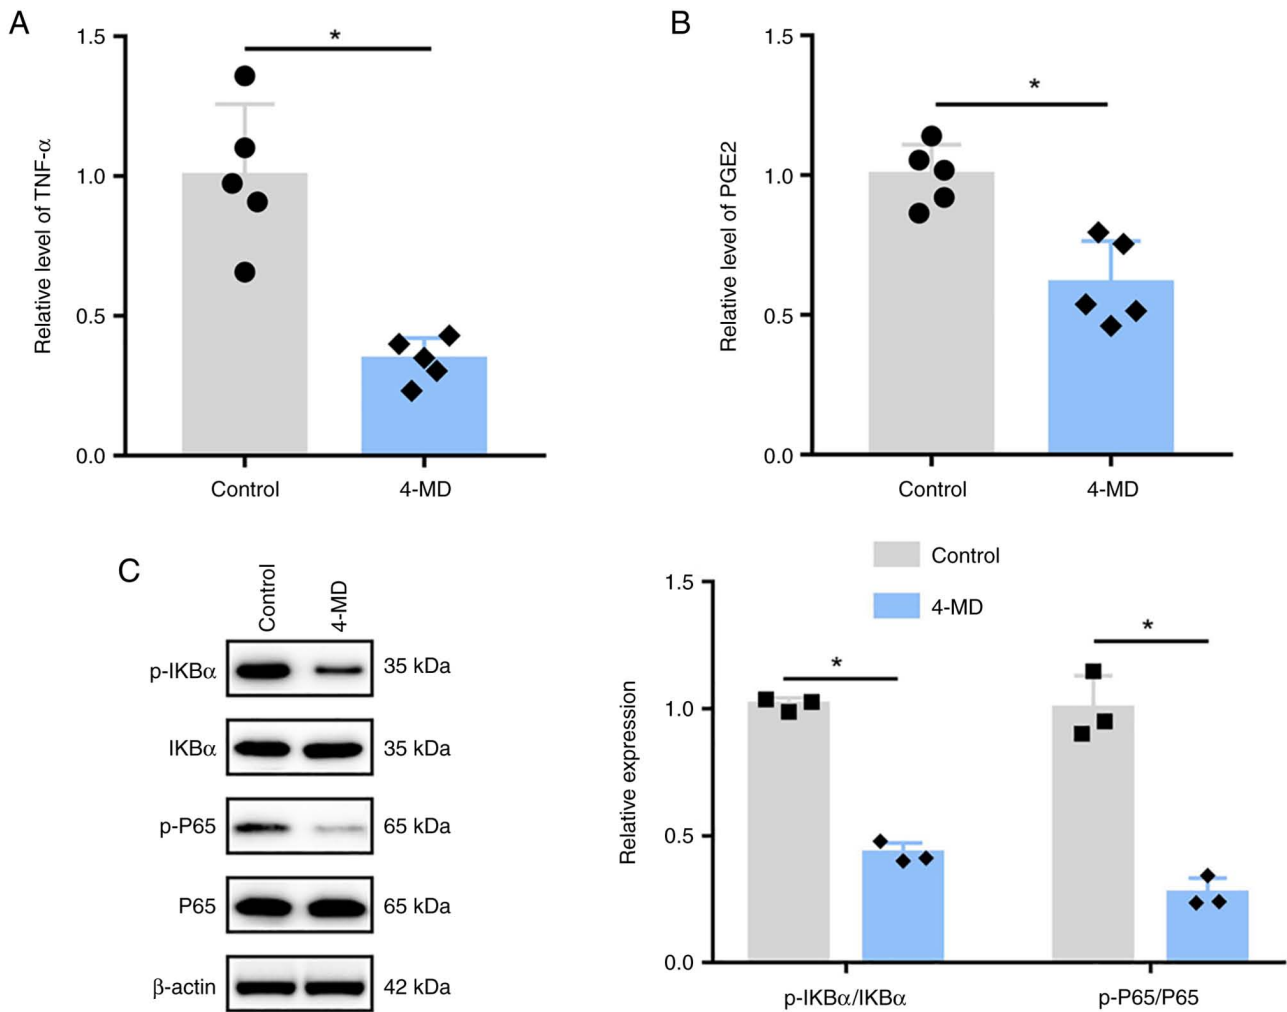 A
1.5
1.0
0.5
0.0
Relative level of TNF-α
*
Control
4-MD
B
1.5
1.0
0.5
0.0
Relative level of PGE2
*
Control
4-MD
C
Control
4-MD
p-IKBα
35 kDa
IKBα
35 kDa
p-P65
65 kDa
P65
65 kDa
β-actin
42 kDa
Control
4-MD
1.5
1.0
0.5
0.0
Relative expression
*
*
p-IKBα/IKBα
p-P65/P65